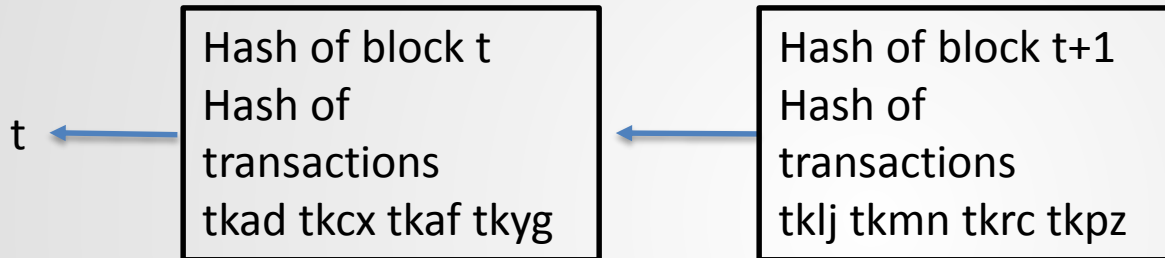 t
Hash of block t
Hash of
transactions
tkad tkcx tkaf tkyg
Hash of block t+1
Hash of
transactions
tklj tkmn tkrc tkpz